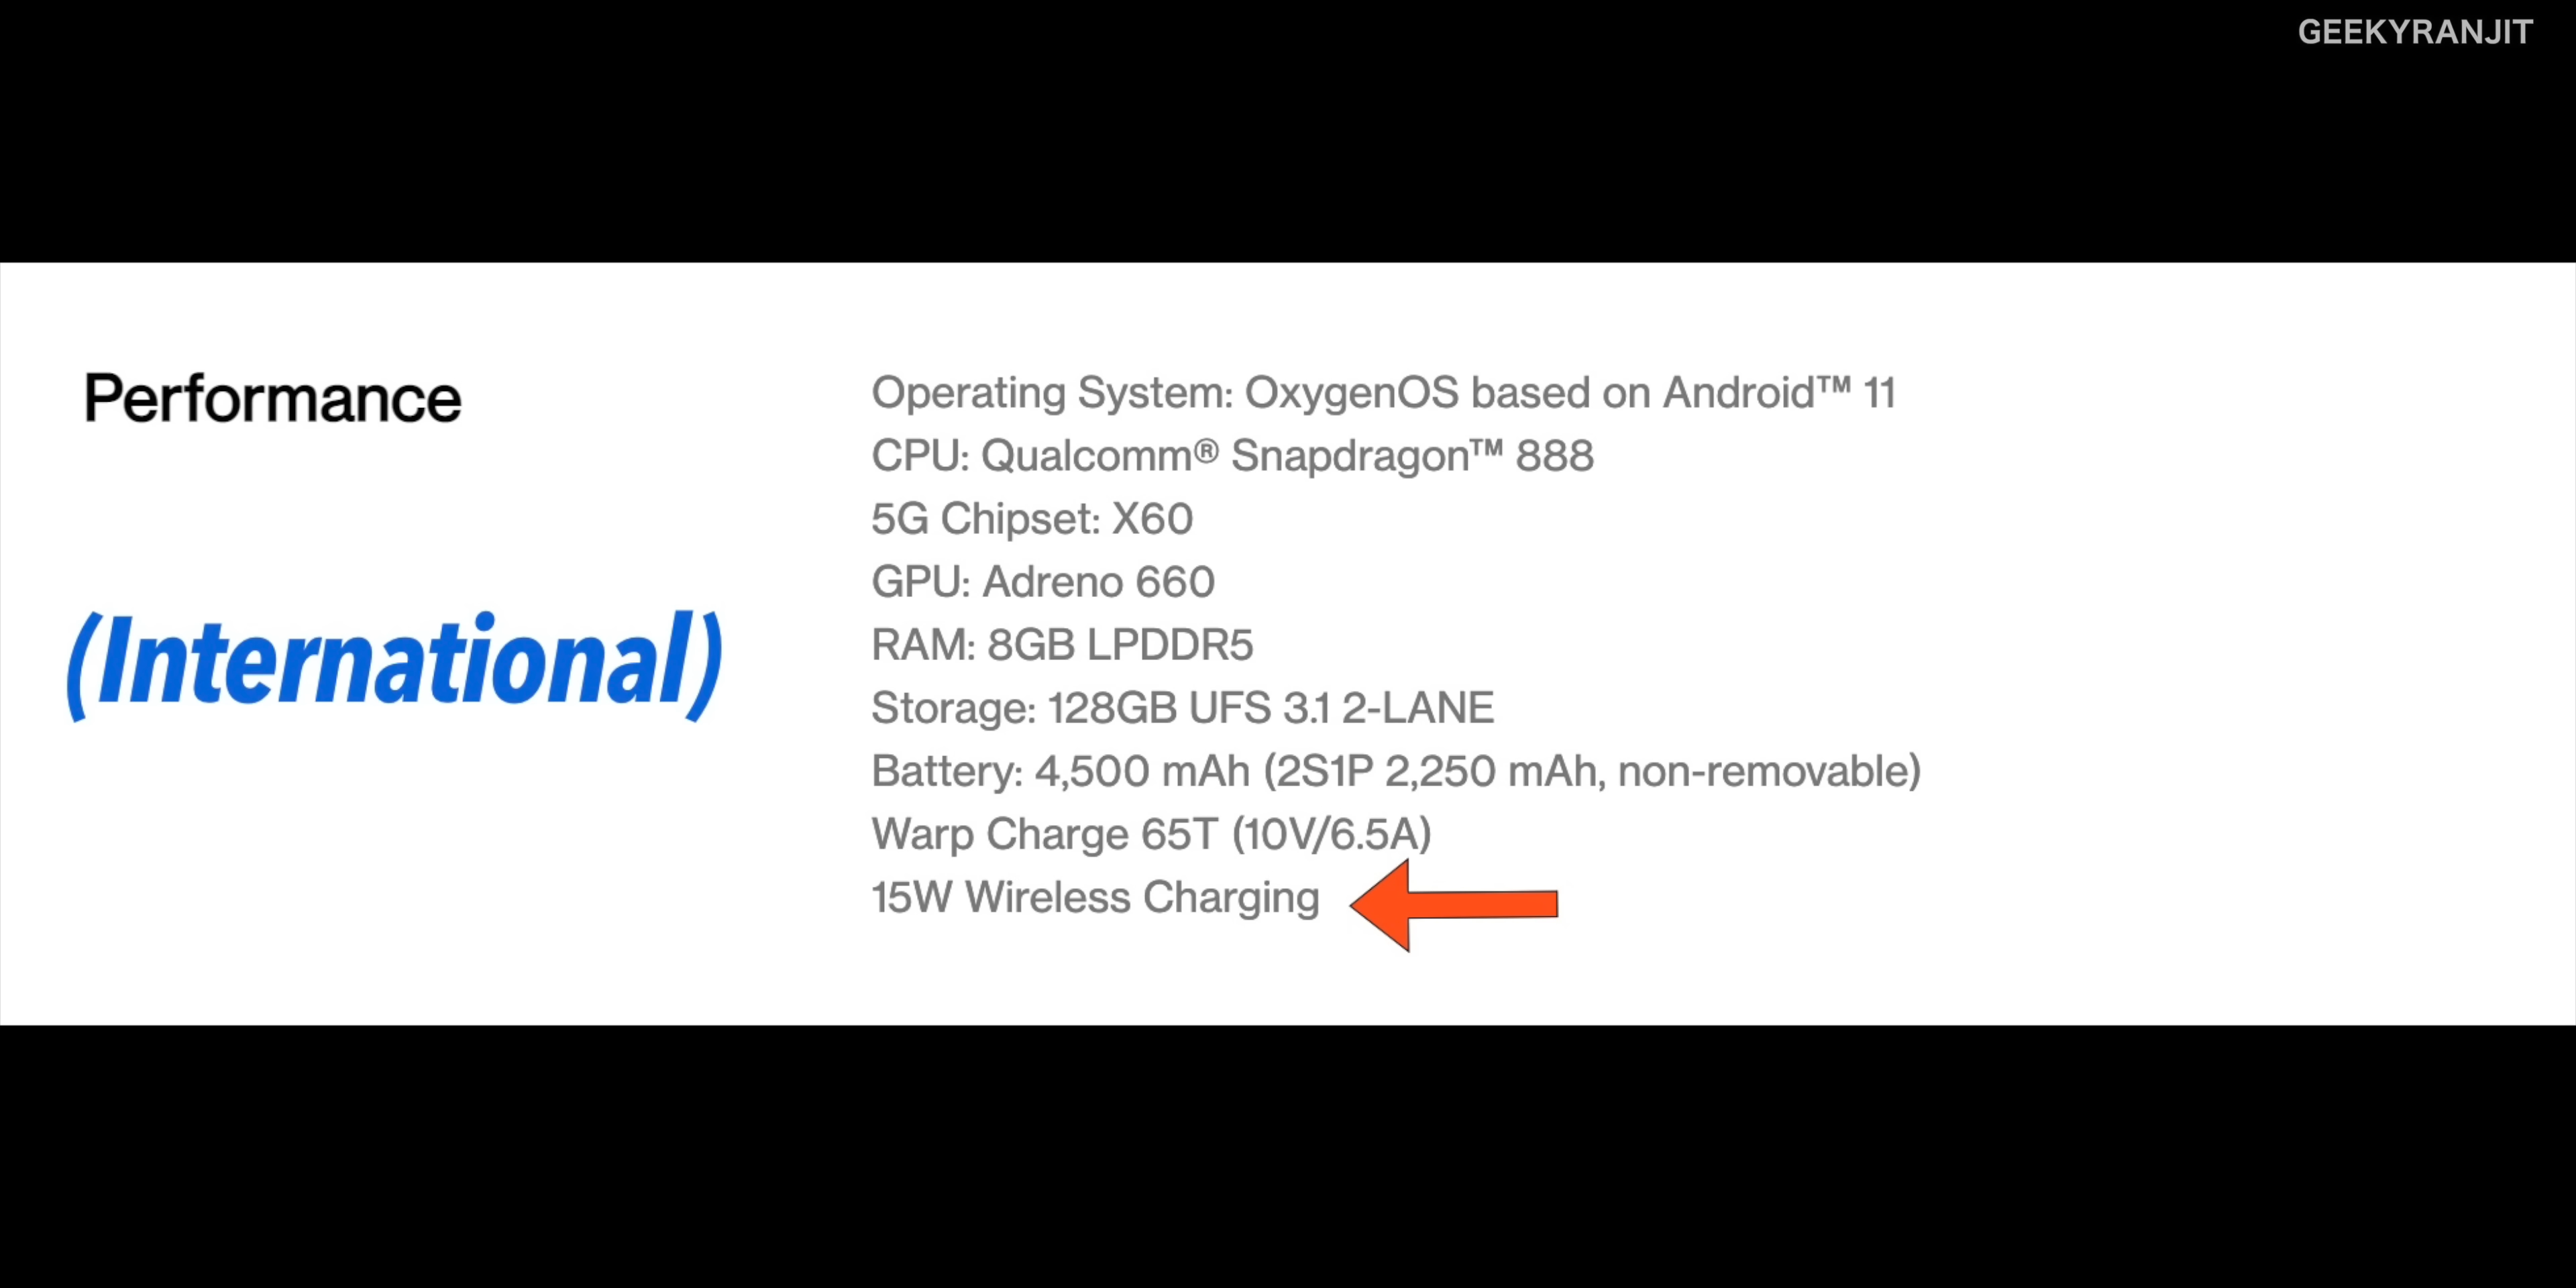 GEEKYRANJIT
Performance
(International)
Operating System: OxygenOS based on Android™ 11
CPU: Qualcomm® Snapdragon™ 888
5G Chipset: X60
GPU: Adreno 660
RAM: 8GB LPDDR5
Storage: 128GB UFS 3.1 2-LANE
Battery: 4,500 mAh (2S1P 2,250 mAh, non-removable)
Warp Charge 65T (10V/6.5A)
15W Wireless Charging